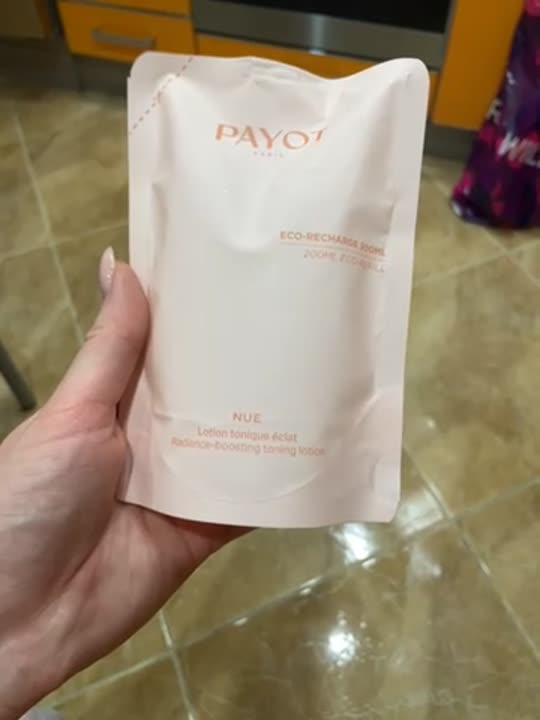 PAYOT
PARIS
ECO-RECHARGE 200ML
200ML ECO-REFILL
NUE
Lotion tonique éclat
Radiance-boosting toning lotion